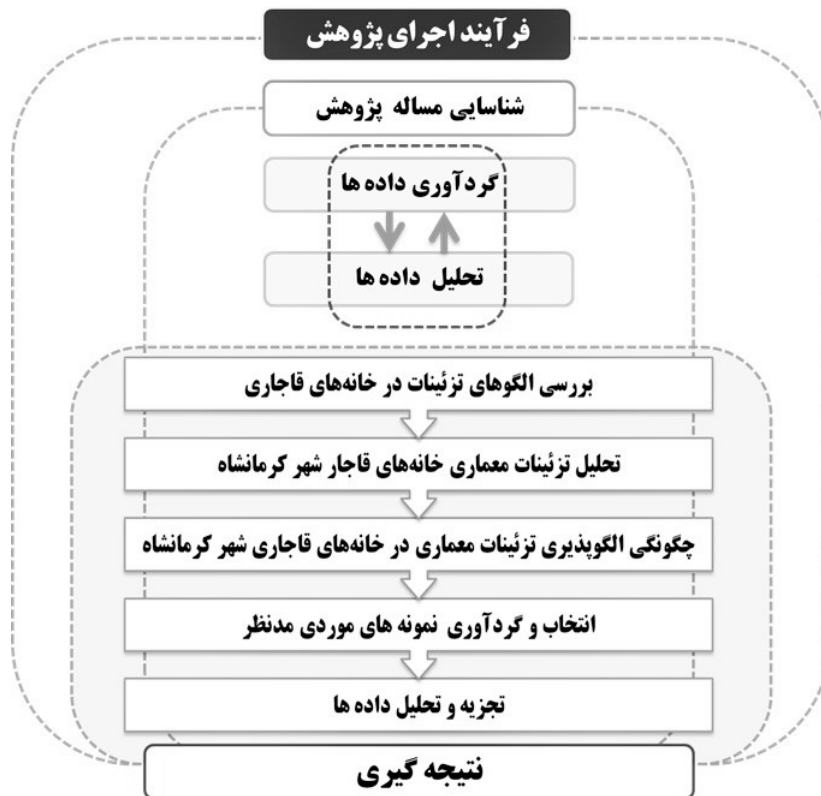 فرآیند اجرای پژوهش
شناسایی مساله پژوهش
گردآوری داده ها
تحلیل داده ها
بررسی الگوهای تزئینات در خانه‌های قاجاری
تحلیل تزئینات معماری خانه‌های قاجار شهر کرمانشاه
چگونگی الگوپذیری تزئینات معماری در خانه‌های قاجاری شهر کرمانشاه
انتخاب و گردآوری نمونه های موردی مدنظر
تجزیه و تحلیل داده ها
نتیجه گیری